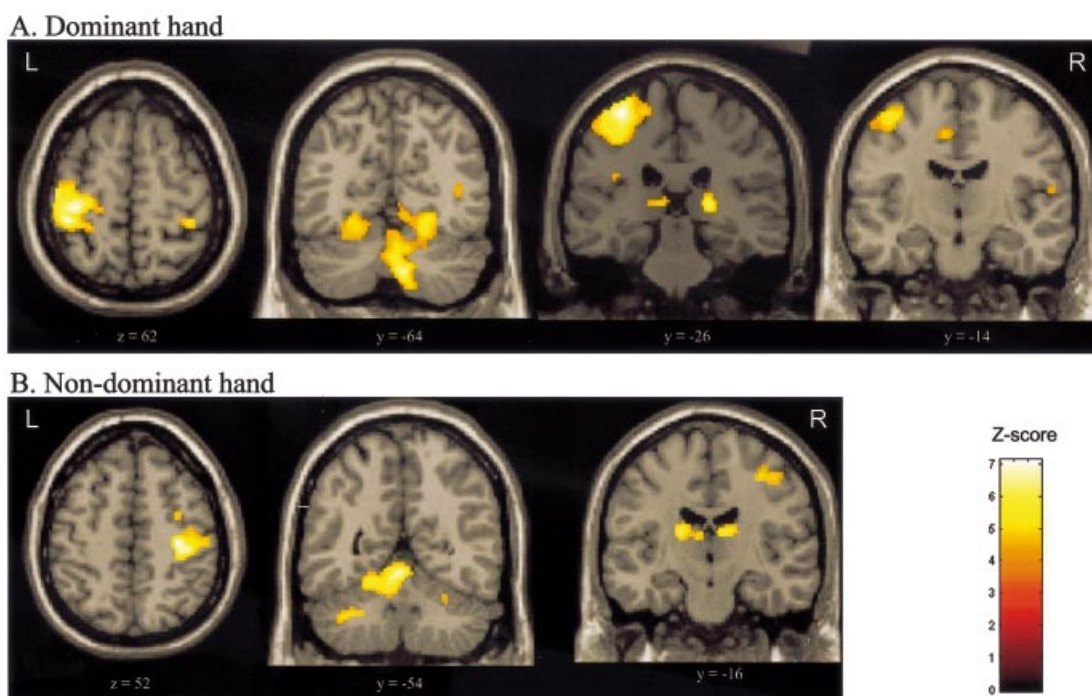 A. Dominant hand
L
R
z = 62
y = -64
y = -26
y = -14
B. Non-dominant hand
L
R
z = 52
y = -54
y = -16
Z-score
7
6
5
4
3
2
1
0